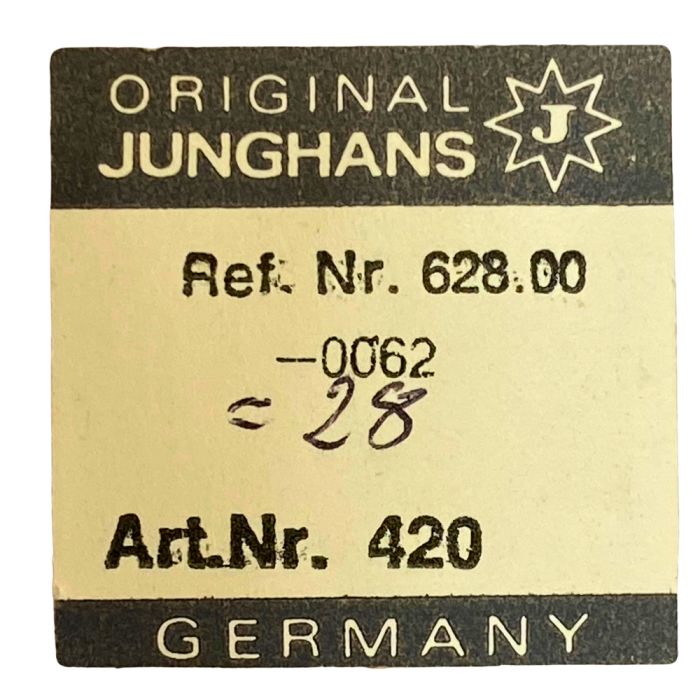 ORIGINAL
JUNGHANS
J
Ref. Nr. 628.00
-0062
= 28
Art.Nr. 420
GERMANY